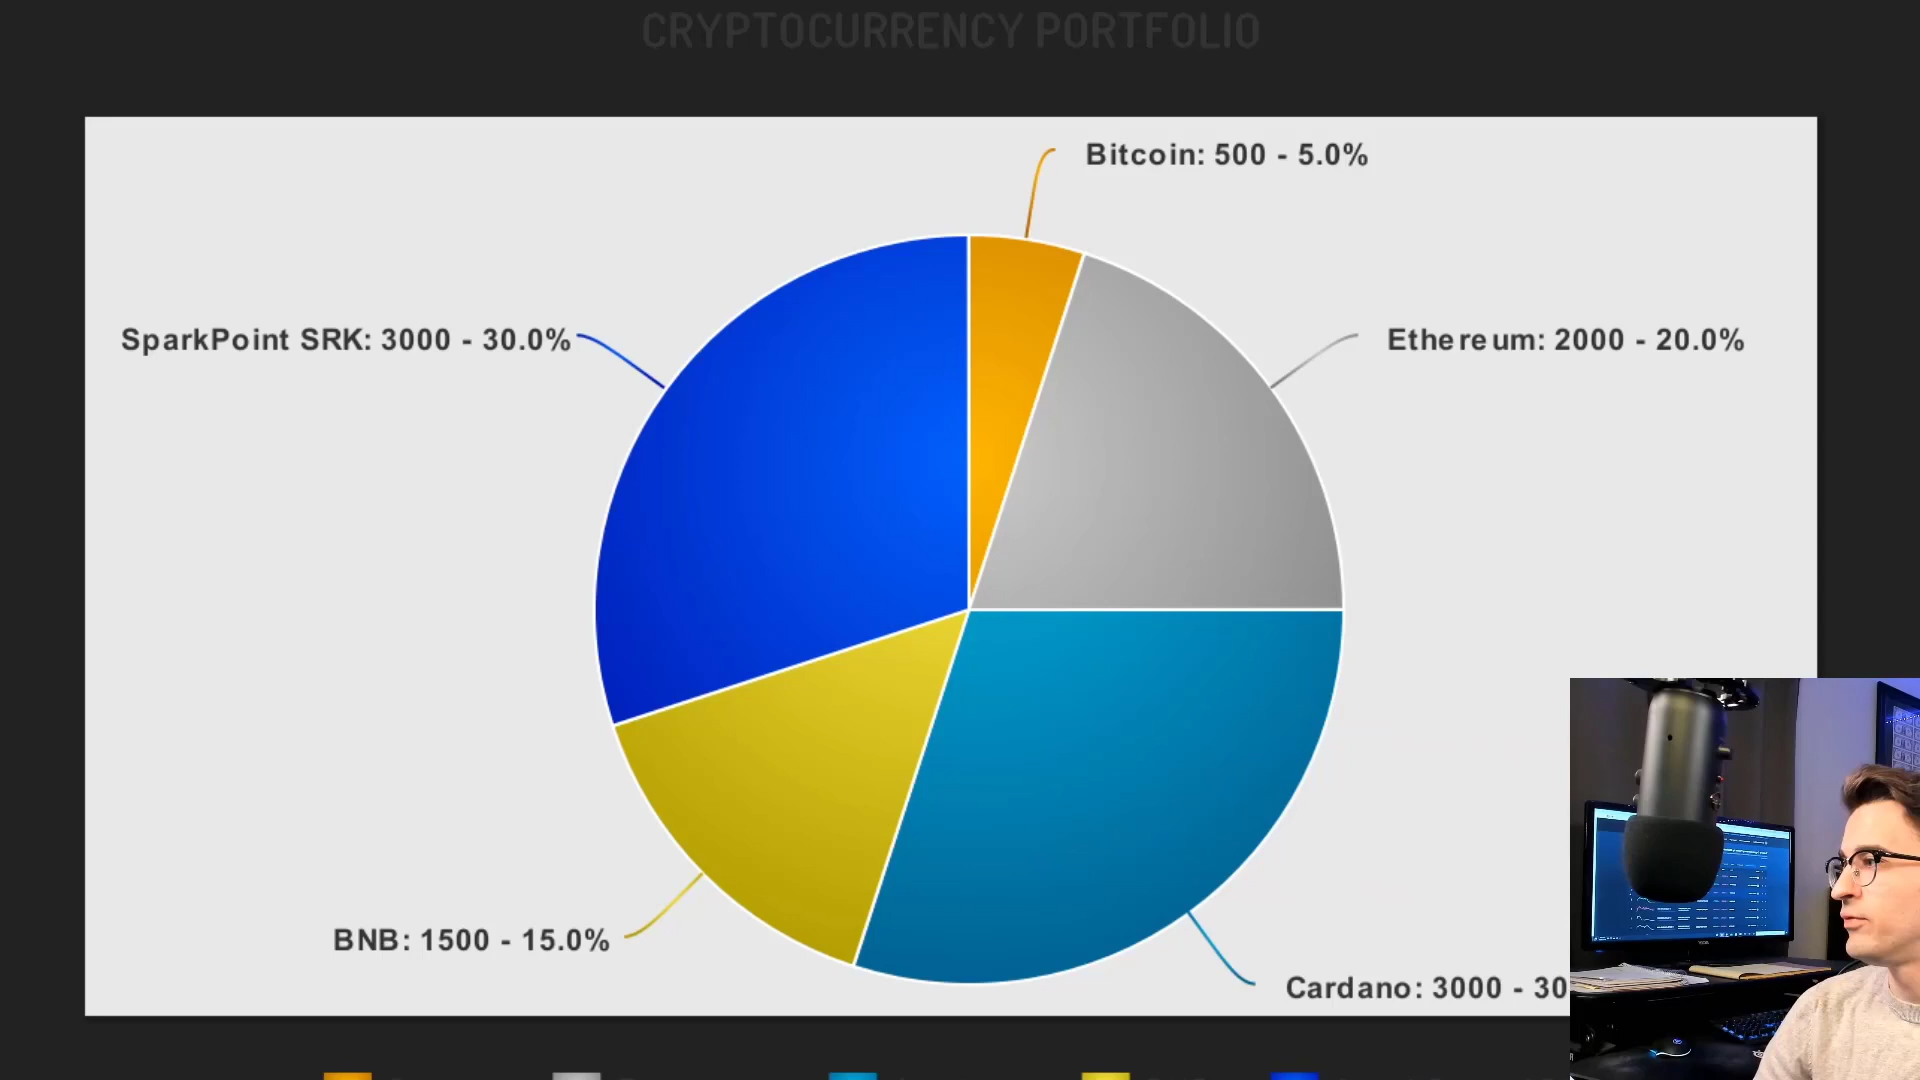 CRYPTOCURRENCY PORTFOLIO
Bitcoin: 500 - 5.0%
SparkPoint SRK: 3000 - 30.0%
Ethereum: 2000 - 20.0%
BNB: 1500 - 15.0%
Cardano: 3000 - 30